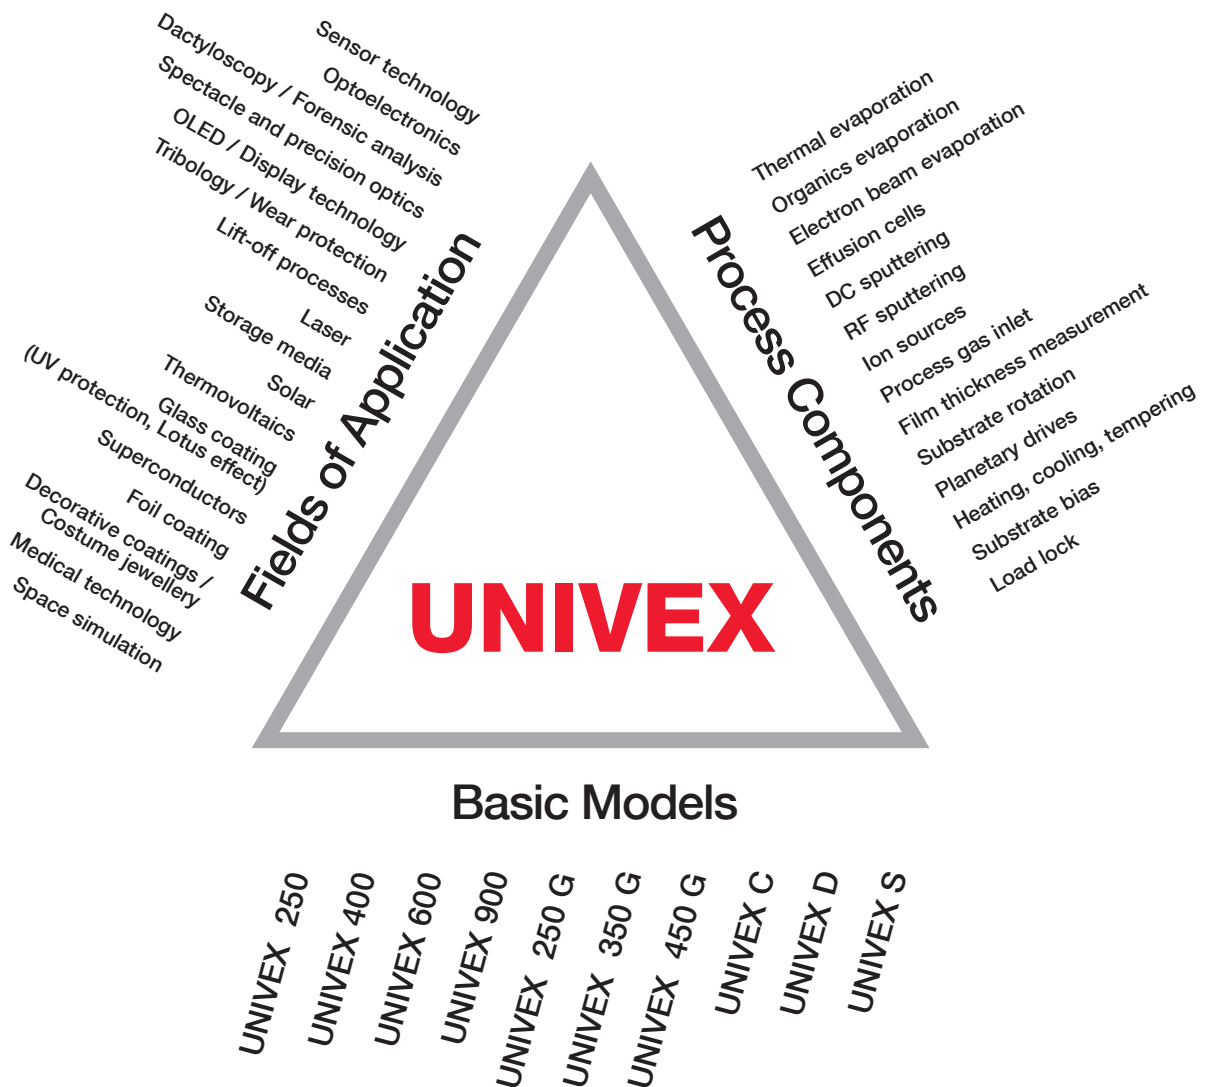 Sensor technology
Optoelectronics
Dactyloscopy / Forensic analysis
Spectacle and precision optics
OLED / Display technology
Tribology / Wear protection
Lift-off processes
Laser
Storage media
Solar
Thermovoltaics
Glass coating
(UV protection, Lotus effect)
Superconductors
Foil coating
Decorative coatings /
Costume jewellery
Medical technology
Space simulation
Fields of Application
Process Components
Thermal evaporation
Organics evaporation
Electron beam evaporation
Effusion cells
DC sputtering
RF sputtering
Ion sources
Process gas inlet
Film thickness measurement
Substrate rotation
Planetary drives
Heating, cooling, tempering
Substrate bias
Load lock
UNIVEX
Basic Models
UNIVEX 250
UNIVEX 400
UNIVEX 600
UNIVEX 900
UNIVEX 250 G
UNIVEX 350 G
UNIVEX 450 G
UNIVEX C
UNIVEX D
UNIVEX S